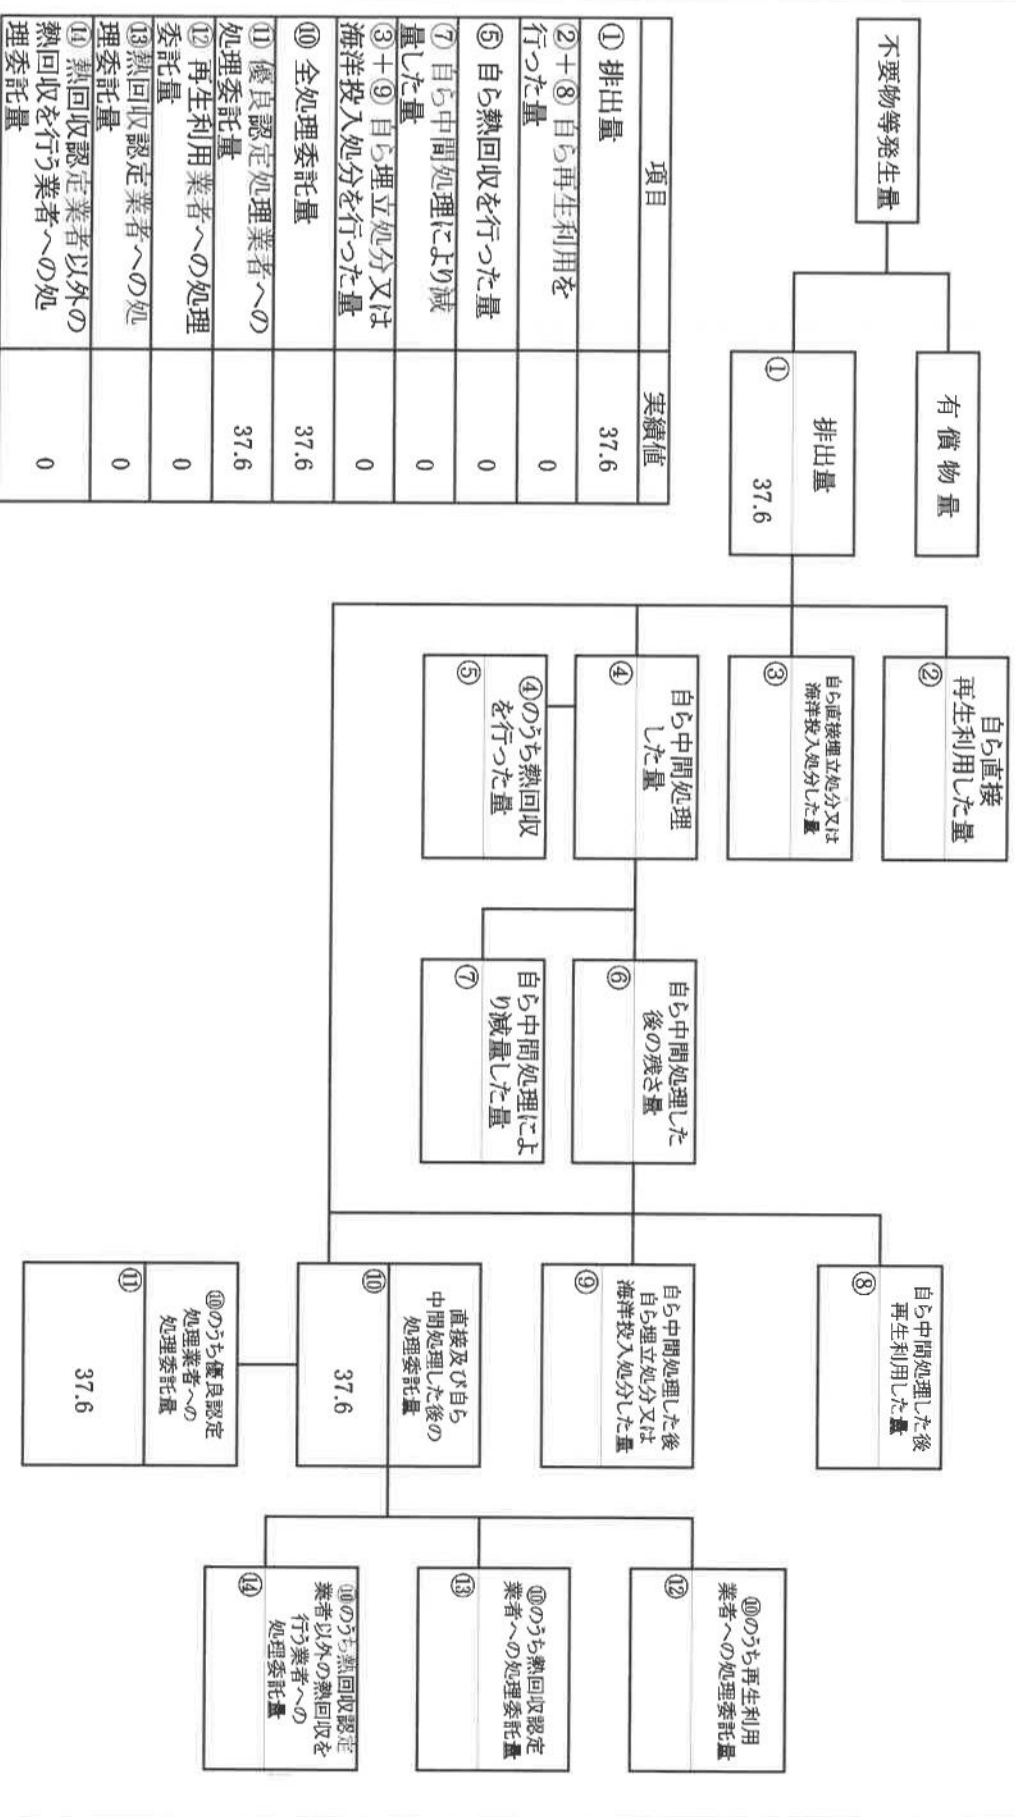 不要物等発生量
有償物量
排出量
①
37.6
自ら直接
再生利用した量
②
自ら直接埋立処分又は
海洋投入処分した量
③
自ら中間処理
した量
④
④のうち熱回収
を行った量
⑤
自ら中間処理した
後の残さ量
⑥
自ら中間処理によ
り減量した量
⑦
自ら中間処理した後
再生利用した量
⑧
自ら中間処理した後
自ら埋立処分又は
海洋投入処分した量
⑨
直接及び自ら
中間処理した後の
処理委託量
⑩
37.6
⑩のうち優良認定
処理業者への
処理委託量
⑪
37.6
⑩のうち再生利用
業者への処理委託量
⑫
⑩のうち熱回収認定
業者への処理委託量
⑬
⑩のうち熱回収認定
業者以外の熱回収を
行う業者への
処理委託量
⑭
項目 実績値
① 排出量 37.6
②+⑧ 自ら再生利用を
行った量 0
⑤ 自ら熱回収を行った量 0
⑦ 自ら中間処理により減
量した量 0
③+⑨ 自ら埋立処分又は
海洋投入処分を行った量 0
⑩ 全処理委託量 37.6
⑪ 優良認定処理業者への
処理委託量 37.6
⑫ 再生利用業者への処理
委託量 0
⑬熱回収認定業者への処
理委託量 0
⑭ 熱回収認定業者以外の
熱回収を行う業者への処
理委託量 0